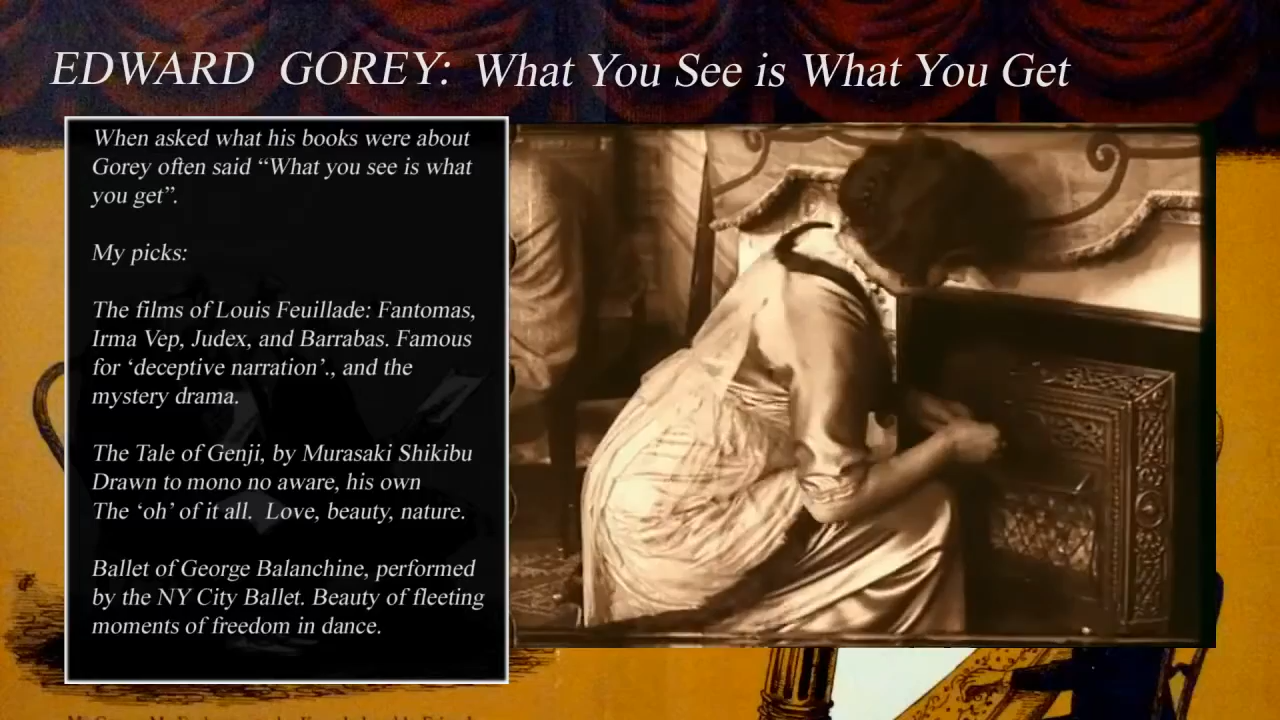 EDWARD GOREY: What You See is What You Get
When asked what his books were about
Gorey often said “What you see is what
you get”.
My picks:
The films of Louis Feuillade: Fantomas,
Irma Vep, Judex, and Barrabas. Famous
for ‘deceptive narration’., and the
mystery drama.
The Tale of Genji, by Murasaki Shikibu
Drawn to mono no aware, his own
The ‘oh’ of it all. Love, beauty, nature.
Ballet of George Balanchine, performed
by the NY City Ballet. Beauty of fleeting
moments of freedom in dance.